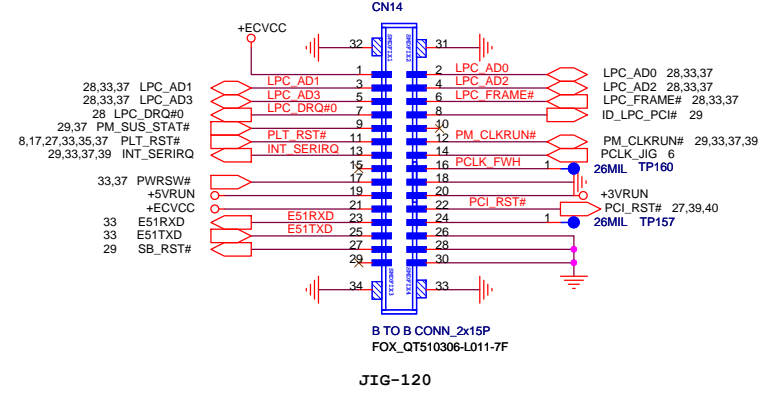 CN14
+ECVCC
32 SMDFIX1 SMDFIX2 31
1 2 LPC_AD0 LPC_AD0 28,33,37
28,33,37 LPC_AD1 LPC_AD1 3 4 LPC_AD2 LPC_AD2 28,33,37
28,33,37 LPC_AD3 LPC_AD3 5 6 LPC_FRAME# LPC_FRAME# 28,33,37
28 LPC_DRQ#0 LPC_DRQ#0 7 8 ID_LPC_PCI# 29
29,37 PM_SUS_STAT# 9 10
8,17,27,33,35,37 PLT_RST# PLT_RST# 11 12 PM_CLKRUN# PM_CLKRUN# 29,33,37,39
29,33,37,39 INT_SERIRQ INT_SERIRQ 13 14 PCLK_JIG 6
15 16 PCLK_FWH 1 26MIL TP160
33,37 PWRSW# 17 18
+5VRUN 19 20 +3VRUN
+ECVCC 21 22 PCI_RST# PCI_RST# 27,39,40
33 E51RXD E51RXD 23 24 1 26MIL TP157
33 E51TXD E51TXD 25 26
29 SB_RST# 27 28
29 30
34 SMDFIX3 SMDFIX4 33
B TO B CONN_2x15P
FOX_QT510306-L011-7F
JIG-120